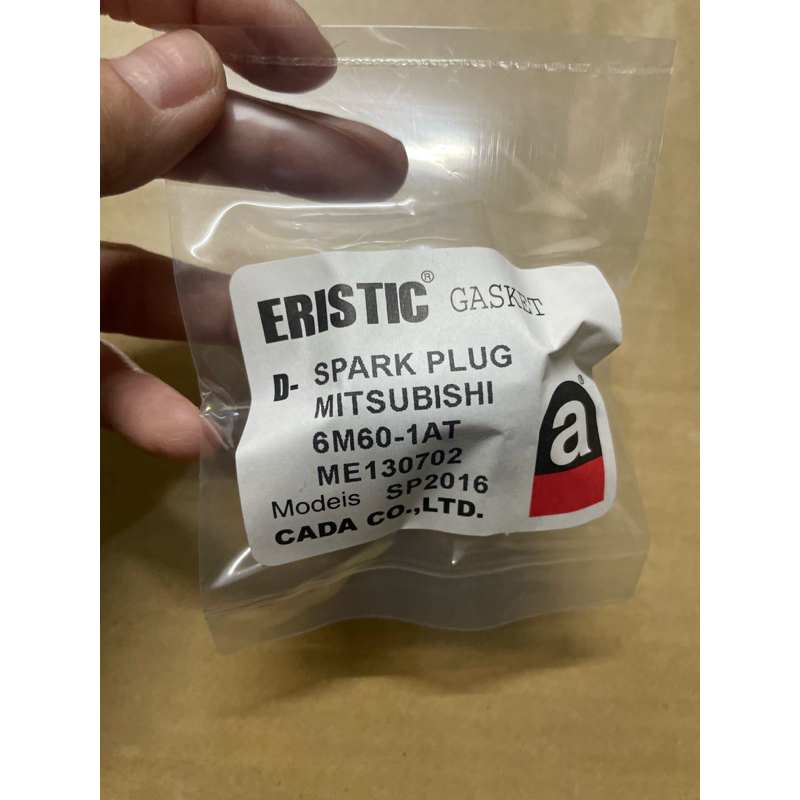 ERISTIC® GASKET
D- SPARK PLUG
MITSUBISHI
6M60-1AT
ME130702
Modeis SP2016
CADA CO.,LTD.
a®